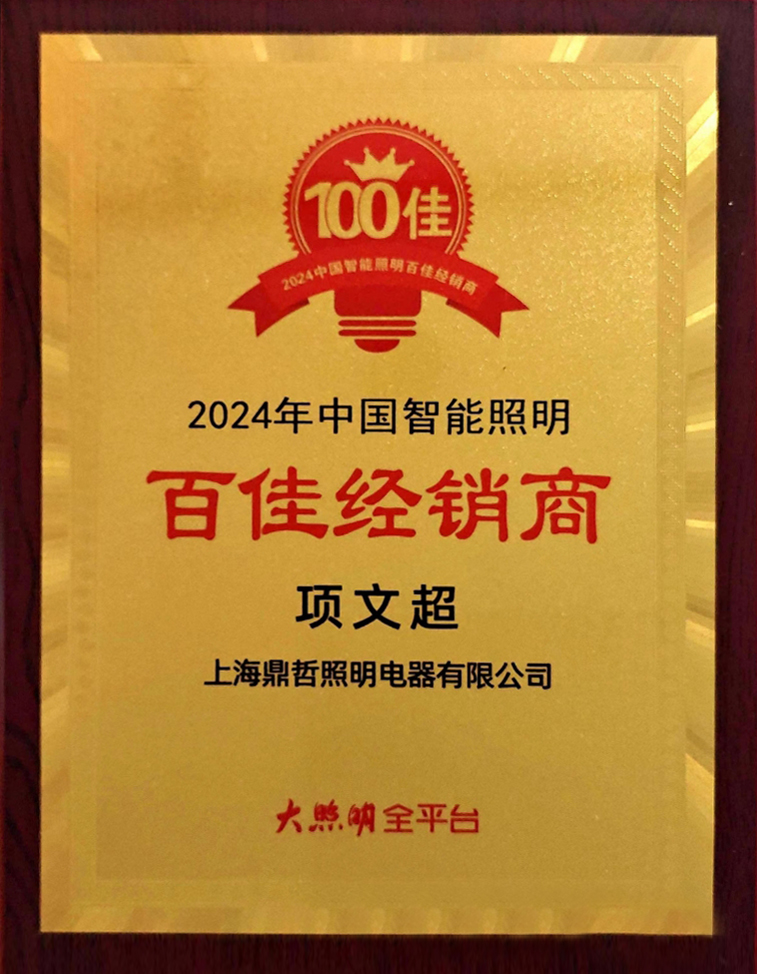 100佳
2024中国智能照明百佳经销商
2024年中国智能照明
百佳经销商
项文超
上海鼎哲照明电器有限公司
大照明全平台